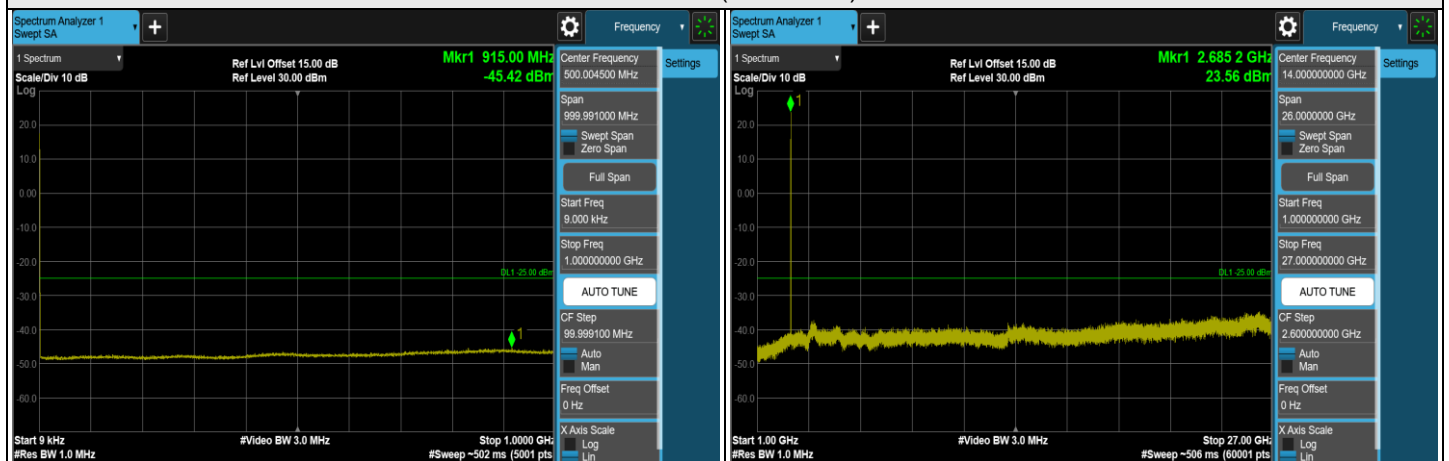 Spectrum Analyzer 1
Swept SA
+
Frequency
1 Spectrum
Scale/Div 10 dB
Log
Ref Lvl Offset 15.00 dB
Ref Level 30.00 dBm
Mkr1 915.00 MHz
-45.42 dBm
1
20.0
10.0
0.00
-10.0
-20.0
-30.0
-40.0
-50.0
-60.0
DL1 -25.00 dBm
Start 9 kHz
#Res BW 1.0 MHz
#Video BW 3.0 MHz
Stop 1.0000 GHz
#Sweep ~502 ms (5001 pts)
Center Frequency
500.004500 MHz
Settings
Span
999.991000 MHz
Swept Span
Zero Span
Full Span
Start Freq
9.000 kHz
Stop Freq
1.000000000 GHz
AUTO TUNE
CF Step
99.999100 MHz
Auto
Man
Freq Offset
0 Hz
X Axis Scale
Log
Lin
Spectrum Analyzer 1
Swept SA
+
Frequency
1 Spectrum
Scale/Div 10 dB
Log
Ref Lvl Offset 15.00 dB
Ref Level 30.00 dBm
Mkr1 2.685 2 GHz
23.56 dBm
1
20.0
10.0
0.00
-10.0
-20.0
-30.0
-40.0
-50.0
-60.0
DL1 -25.00 dBm
Start 1.00 GHz
#Res BW 1.0 MHz
#Video BW 3.0 MHz
Stop 27.00 GHz
#Sweep ~506 ms (60001 pts)
Center Frequency
14.000000000 GHz
Settings
Span
26.0000000 GHz
Swept Span
Zero Span
Full Span
Start Freq
1.000000000 GHz
Stop Freq
27.000000000 GHz
AUTO TUNE
CF Step
2.600000000 GHz
Auto
Man
Freq Offset
0 Hz
X Axis Scale
Log
Lin